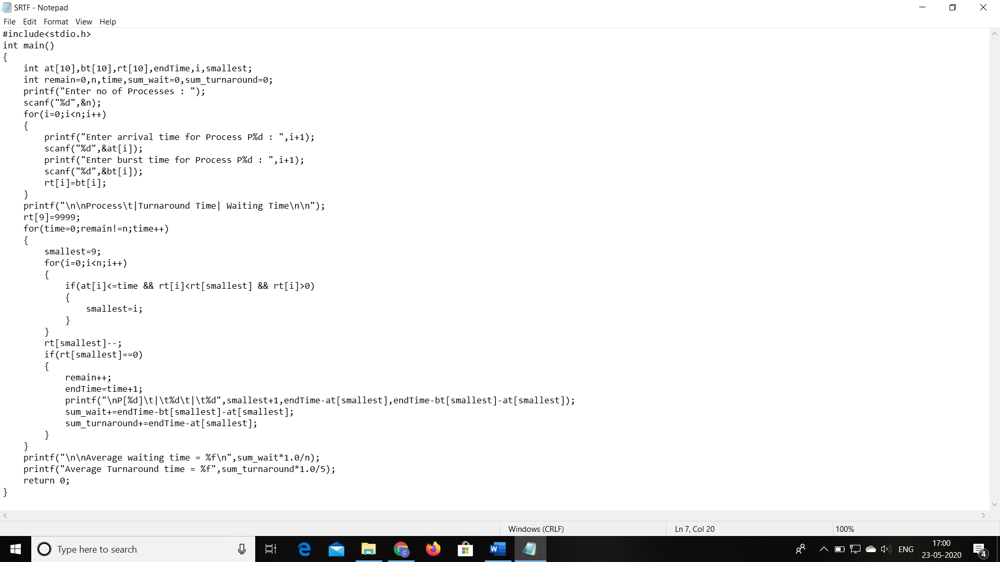 SRTF - Notepad
File Edit Format View Help
#include<stdio.h>
int main()
{
    int at[10],bt[10],rt[10],endTime,i,smallest;
    int remain=0,n,time,sum_wait=0,sum_turnaround=0;
    printf("Enter no of Processes : ");
    scanf("%d",&n);
    for(i=0;i<n;i++)
    {
        printf("Enter arrival time for Process P%d : ",i+1);
        scanf("%d",&at[i]);
        printf("Enter burst time for Process P%d : ",i+1);
        scanf("%d",&bt[i]);
        rt[i]=bt[i];
    }
    printf("\n\nProcess\t|Turnaround Time| Waiting Time\n\n");
    rt[9]=9999;
    for(time=0;remain!=n;time++)
    {
        smallest=9;
        for(i=0;i<n;i++)
        {
            if(at[i]<=time && rt[i]<rt[smallest] && rt[i]>0)
            {
                smallest=i;
            }
        }
        rt[smallest]--;
        if(rt[smallest]==0)
        {
            remain++;
            endTime=time+1;
            printf("\nP[%d]\t|\t%d\t|\t%d",smallest+1,endTime-at[smallest],endTime-bt[smallest]-at[smallest]);
            sum_wait+=endTime-bt[smallest]-at[smallest];
            sum_turnaround+=endTime-at[smallest];
        }
    }
    printf("\n\nAverage waiting time = %f\n",sum_wait*1.0/n);
    printf("Average Turnaround time = %f",sum_turnaround*1.0/5);
    return 0;
}
Windows (CRLF) Ln 7, Col 20 100%
Type here to search
ENG
17:00
23-05-2020
4